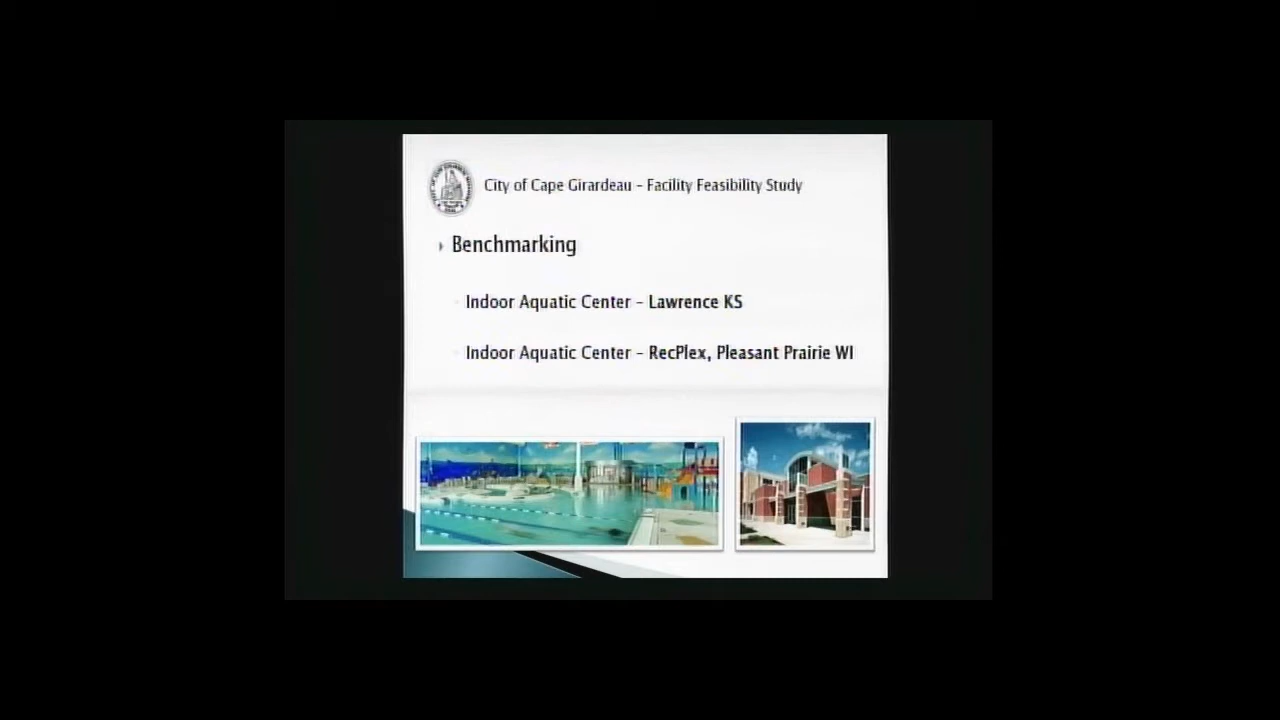 City of Cape Girardeau – Facility Feasibility Study
Benchmarking
Indoor Aquatic Center – Lawrence KS
Indoor Aquatic Center – RecPlex, Pleasant Prairie WI